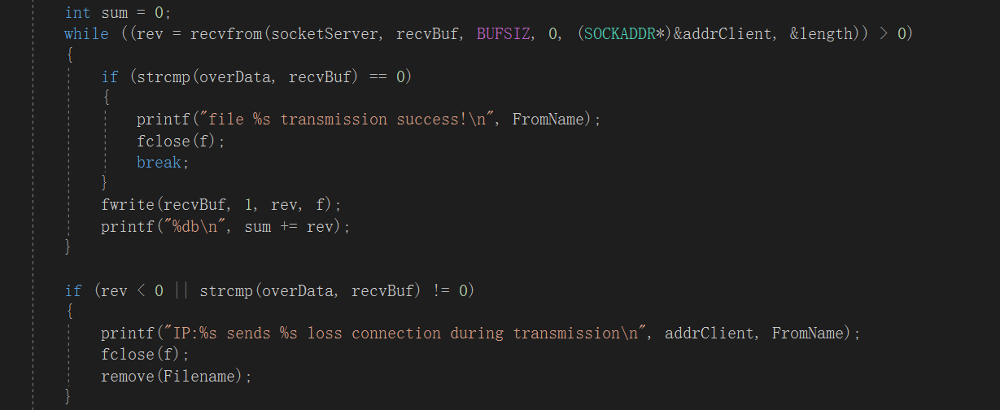 int sum = 0;
while ((rev = recvfrom(socketServer, recvBuf, BUFSIZ, 0, (SOCKADDR*)&addrClient, &length)) > 0)
{
if (strcmp(overData, recvBuf) == 0)
{
printf("file %s transmission success!\n", FromName);
fclose(f);
break;
}
fwrite(recvBuf, 1, rev, f);
printf("%db\n", sum += rev);
}
if (rev < 0 || strcmp(overData, recvBuf) != 0)
{
printf("IP:%s sends %s loss connection during transmission\n", addrClient, FromName);
fclose(f);
remove(Filename);
}